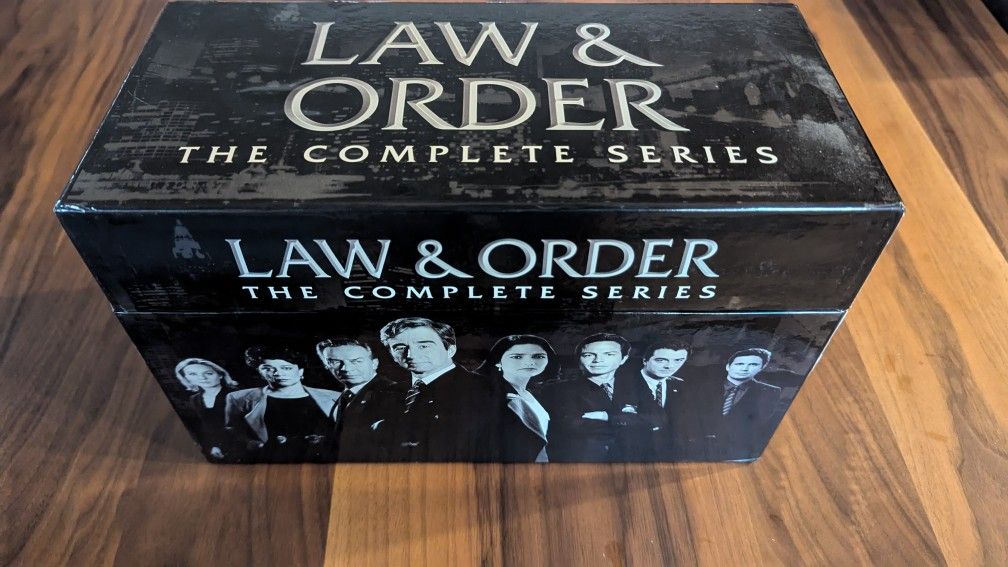 LAW &
ORDER
THE COMPLETE SERIES
LAW & ORDER
THE COMPLETE SERIES